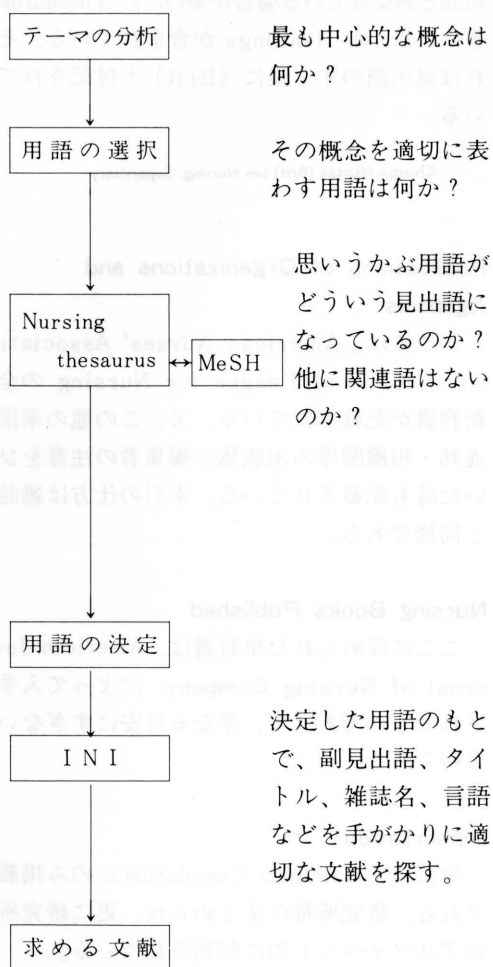 テーマの分析
最も中心的な概念は
何か？
用語の選択
その概念を適切に表
わす用語は何か？
思いうかぶ用語が
どういう見出語に
なっているのか？
他に関連語はない
のか？
Nursing
thesaurus
MeSH
用語の決定
INI
決定した用語のもと
で、副見出語、タイ
トル、雑誌名、言語
などを手がかりに適
切な文献を探す。
求める文献